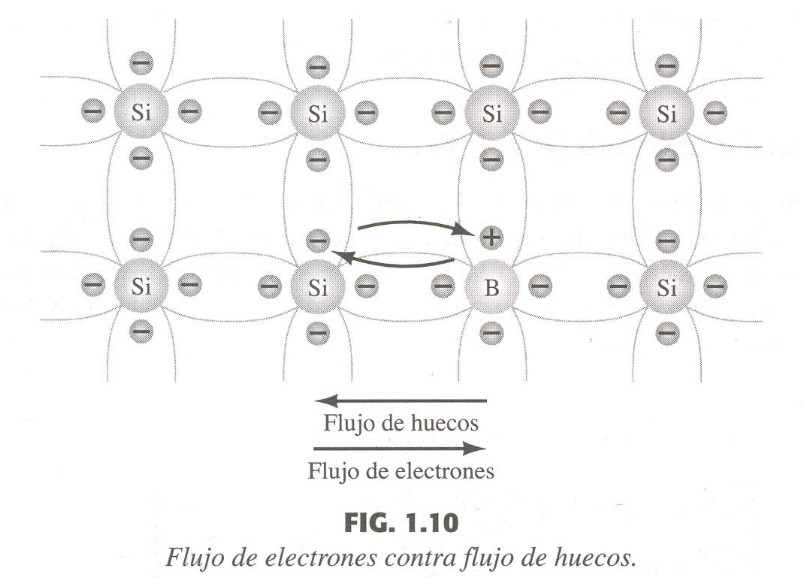 Si Si Si Si
Si Si B Si
Flujo de huecos
Flujo de electrones
FIG. 1.10
Flujo de electrones contra flujo de huecos.